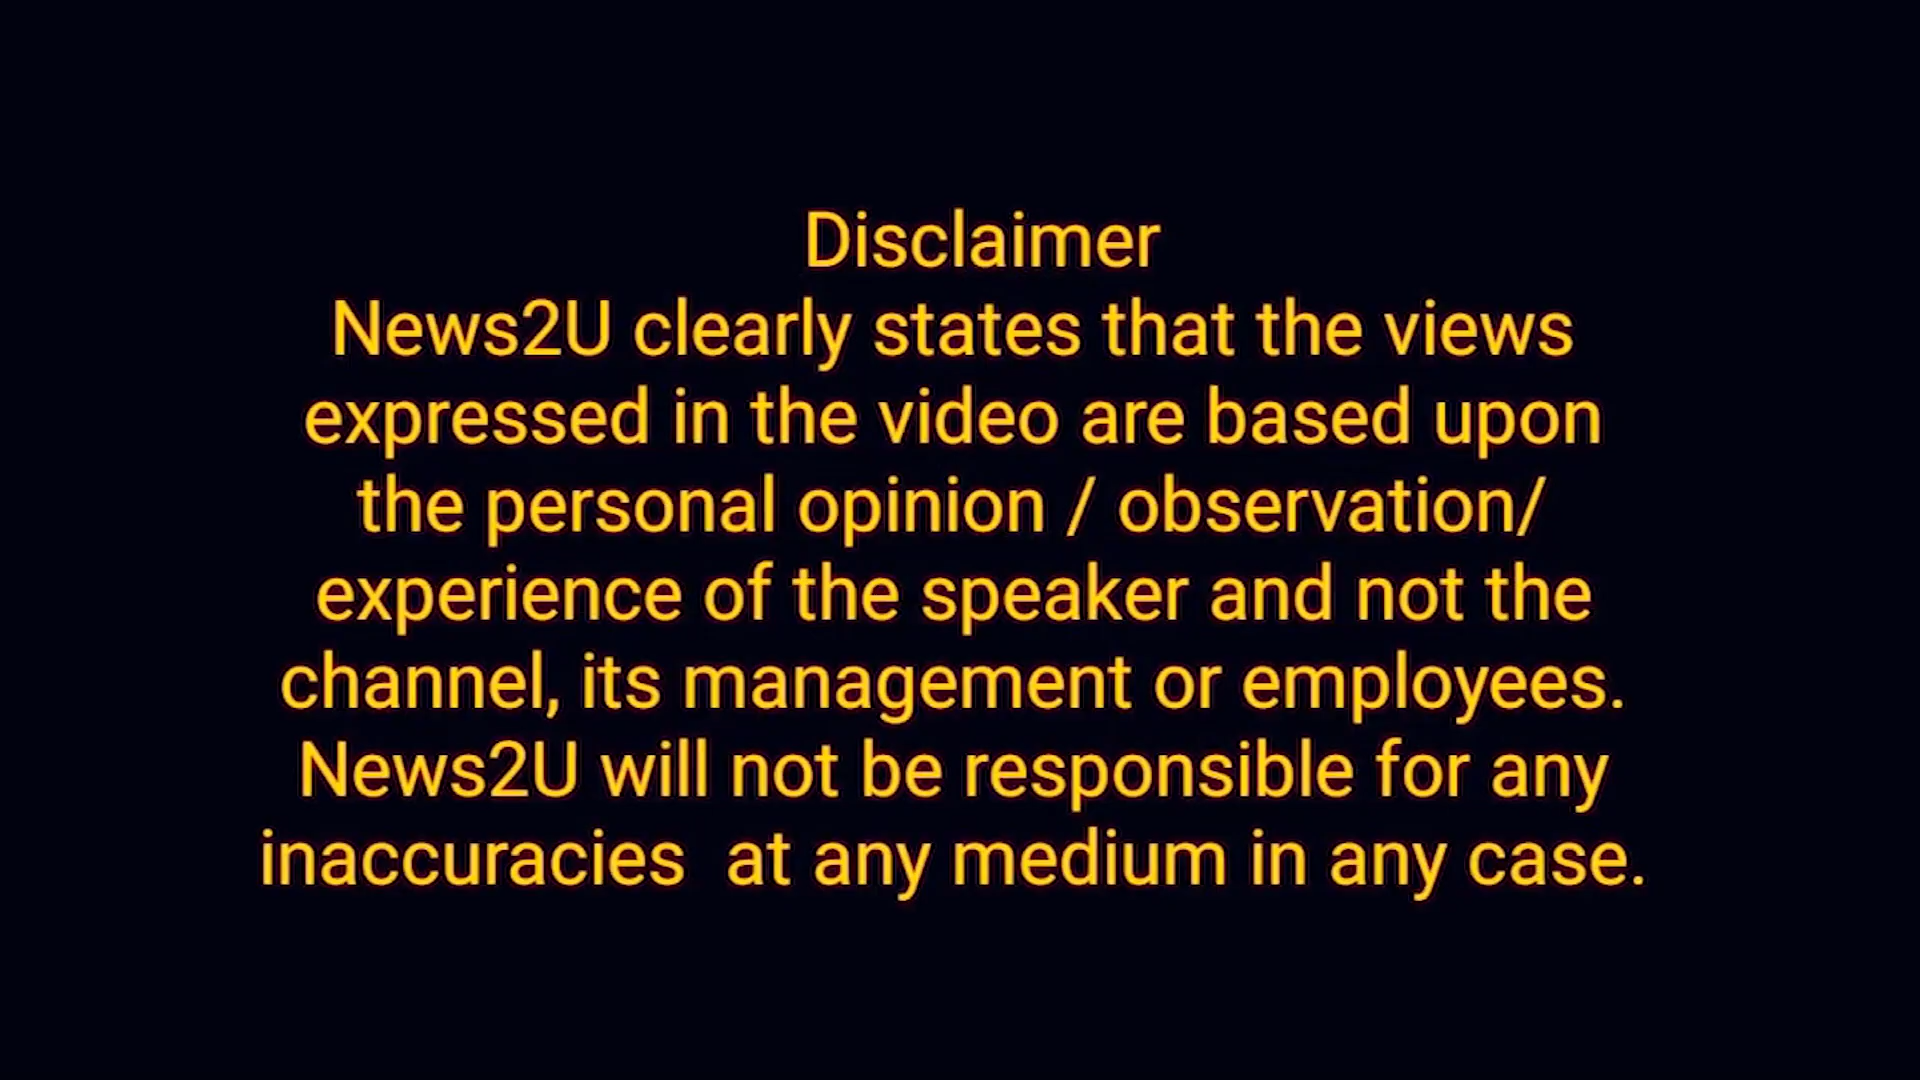 Disclaimer
News2U clearly states that the views
expressed in the video are based upon
the personal opinion / observation/
experience of the speaker and not the
channel, its management or employees.
News2U will not be responsible for any
inaccuracies  at any medium in any case.